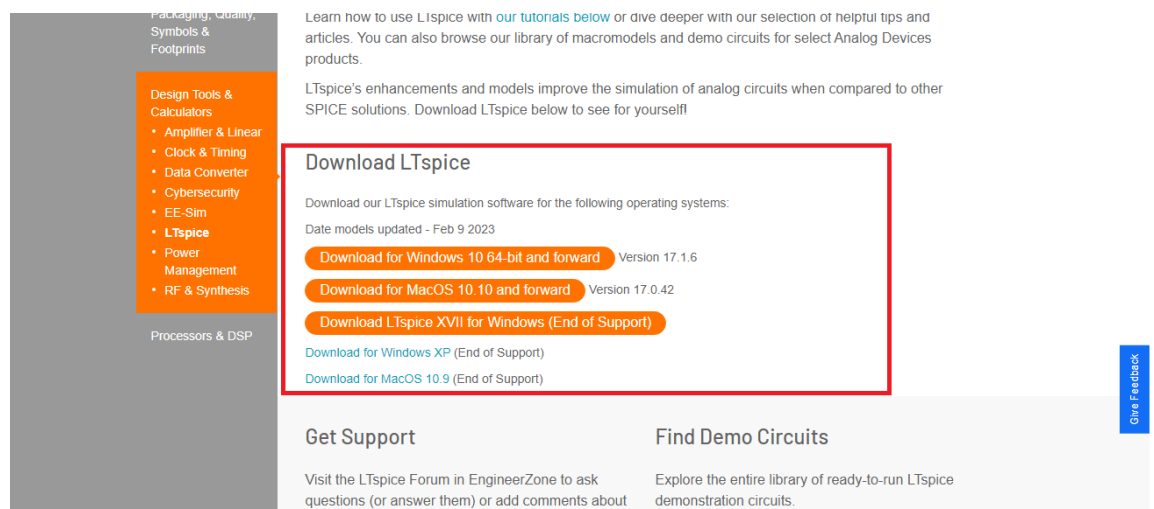 Packaging, Quality,
Symbols &
Footprints
Design Tools &
Calculators
• Amplifier & Linear
• Clock & Timing
• Data Converter
• Cybersecurity
• EE-Sim
• LTspice
• Power
Management
• RF & Synthesis
Processors & DSP
Learn how to use LTspice with our tutorials below or dive deeper with our selection of helpful tips and
articles. You can also browse our library of macromodels and demo circuits for select Analog Devices
products.
LTspice's enhancements and models improve the simulation of analog circuits when compared to other
SPICE solutions. Download LTspice below to see for yourself!
Download LTspice
Download our LTspice simulation software for the following operating systems:
Date models updated - Feb 9 2023
Download for Windows 10 64-bit and forward Version 17.1.6
Download for MacOS 10.10 and forward Version 17.0.42
Download LTspice XVII for Windows (End of Support)
Download for Windows XP (End of Support)
Download for MacOS 10.9 (End of Support)
Get Support
Visit the LTspice Forum in EngineerZone to ask
questions (or answer them) or add comments about
Find Demo Circuits
Explore the entire library of ready-to-run LTspice
demonstration circuits.
Give Feedback